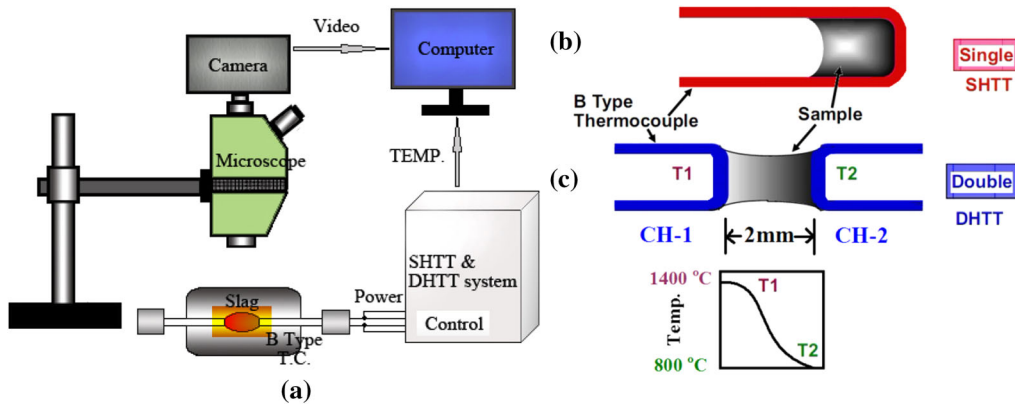 Video
Camera
Computer
Microscope
TEMP.
SHTT &
DHTT system
Control
Power
Slag
B Type
T.C.
(a)
(b)
Single
SHTT
B Type
Thermocouple
Sample
(c)
T1
T2
Double
DHTT
CH-1
2mm
CH-2
1400 °C
T1
Temp.
T2
800 °C